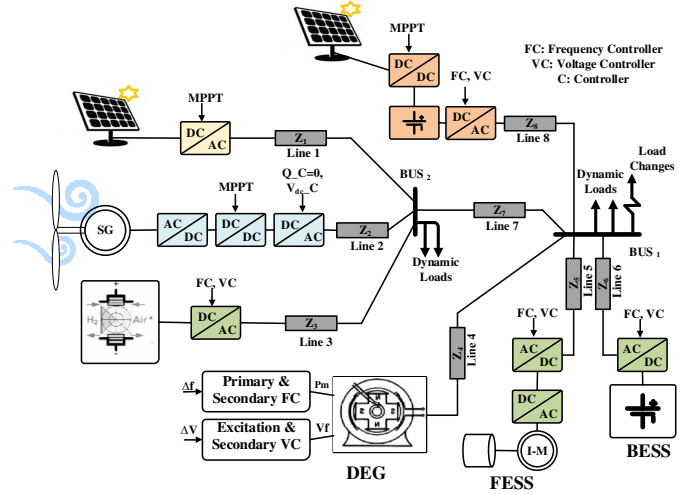 MPPT
FC: Frequency Controller
VC: Voltage Controller
C: Controller
DC
DC
FC, VC
MPPT
DC
AC
Z8
Line 8
DC
AC
Z1
Line 1
Load
Changes
Dynamic
Loads
Q_C=0,
Vdc_C
MPPT
BUS 2
SG
AC
DC
DC
DC
DC
AC
Z2
Line 2
Z7
Line 7
BUS 1
Dynamic
Loads
FC, VC
H2
Air
DC
AC
Z3
Line 3
Z4
Line 4
Z5
Line 5
Z6
Line 6
FC, VC
FC, VC
AC
DC
AC
DC
DC
AC
Δf
Primary &
Secondary FC
Pm
ΔV
Excitation &
Secondary VC
Vf
N
S
S
N
DEG
I-M
FESS
BESS